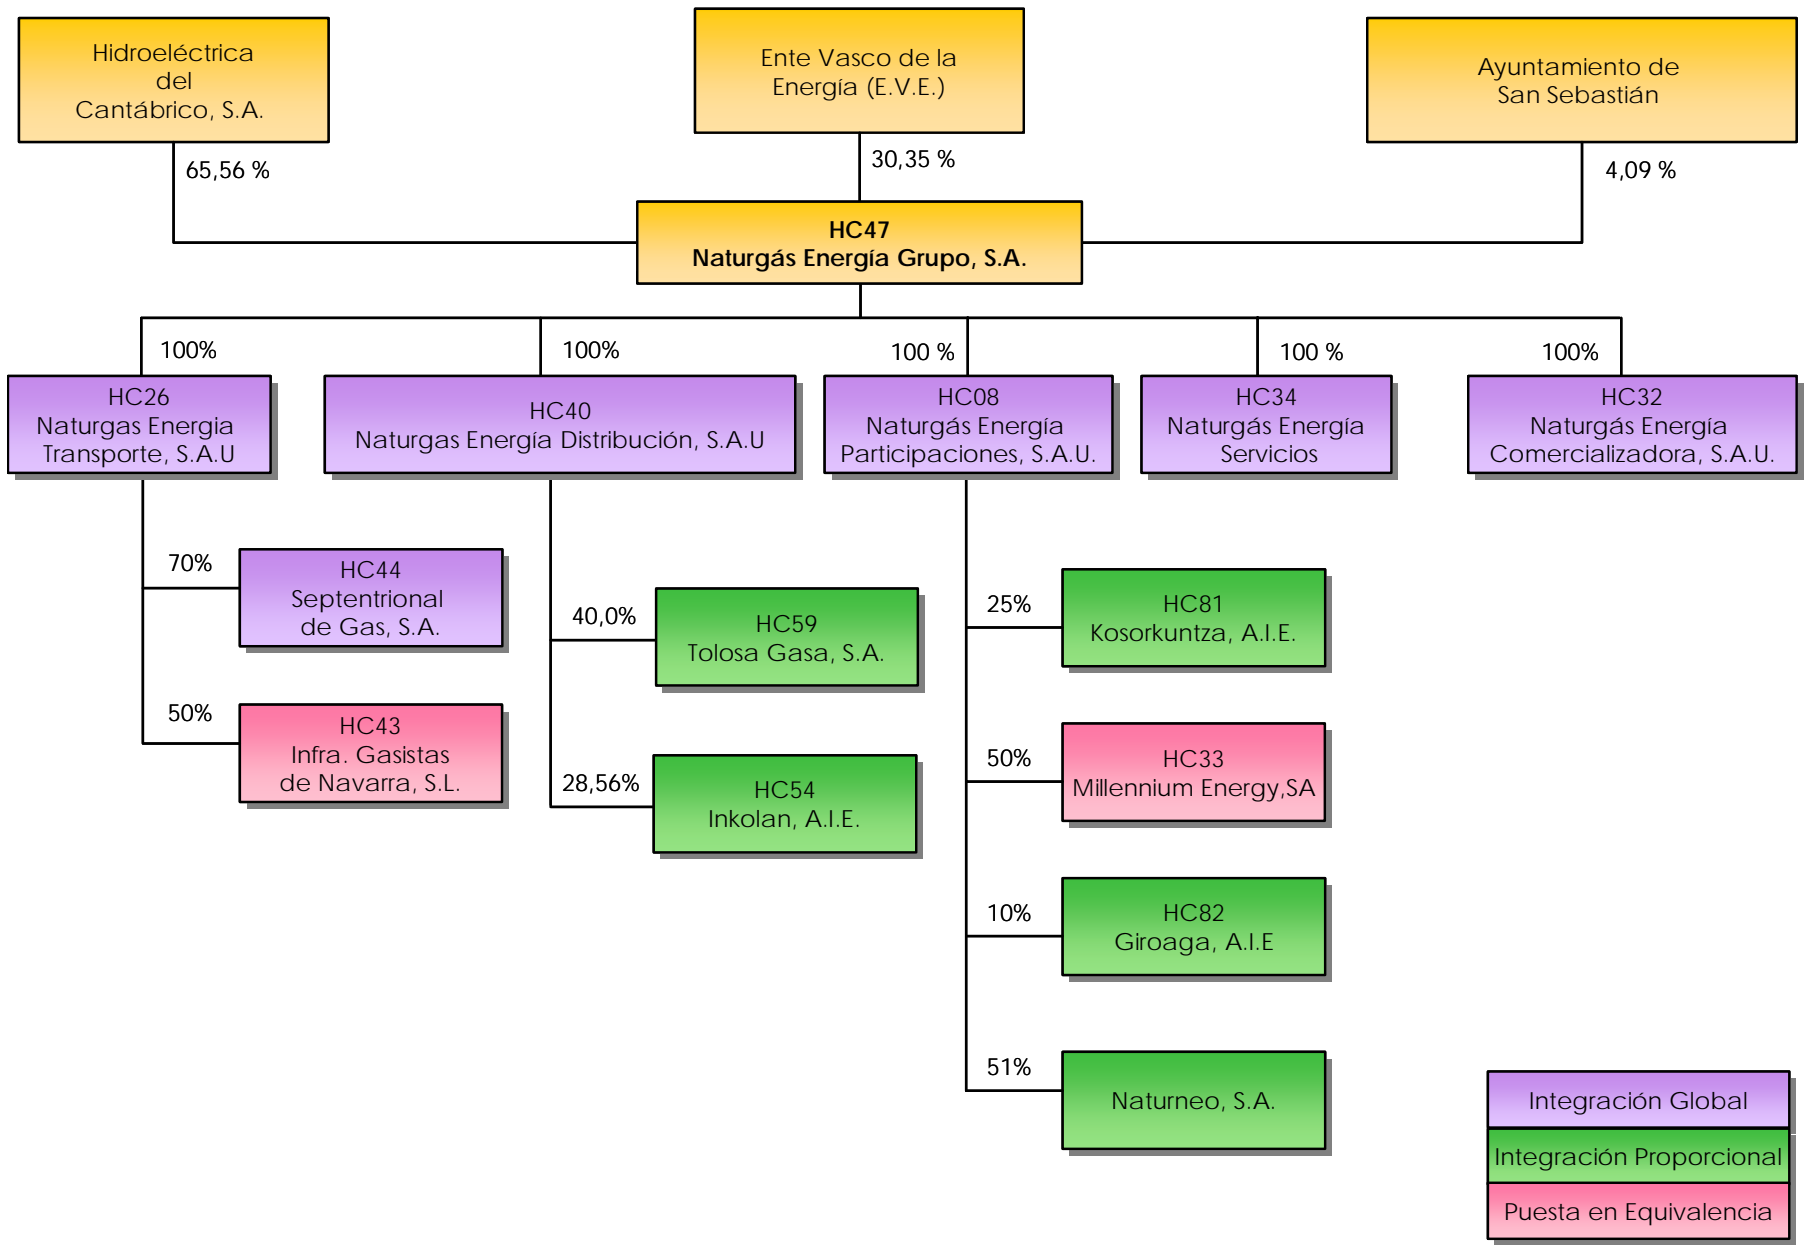 Hidroeléctrica
del
Cantábrico, S.A.
Ente Vasco de la
Energía (E.V.E.)
Ayuntamiento de
San Sebastián
65,56 %
30,35 %
4,09 %
HC47
Naturgás Energía Grupo, S.A.
100%
100%
100 %
100 %
100%
HC26
Naturgas Energia
Transporte, S.A.U
HC40
Naturgas Energía Distribución, S.A.U
HC08
Naturgás Energía
Participaciones, S.A.U.
HC34
Naturgás Energía
Servicios
HC32
Naturgás Energía
Comercializadora, S.A.U.
70%
HC44
Septentrional
de Gas, S.A.
50%
HC43
Infra. Gasistas
de Navarra, S.L.
40,0%
HC59
Tolosa Gasa, S.A.
28,56%
HC54
Inkolan, A.I.E.
25%
HC81
Kosorkuntza, A.I.E.
50%
HC33
Millennium Energy,SA
10%
HC82
Giroaga, A.I.E
51%
Naturneo, S.A.
Integración Global
Integración Proporcional
Puesta en Equivalencia